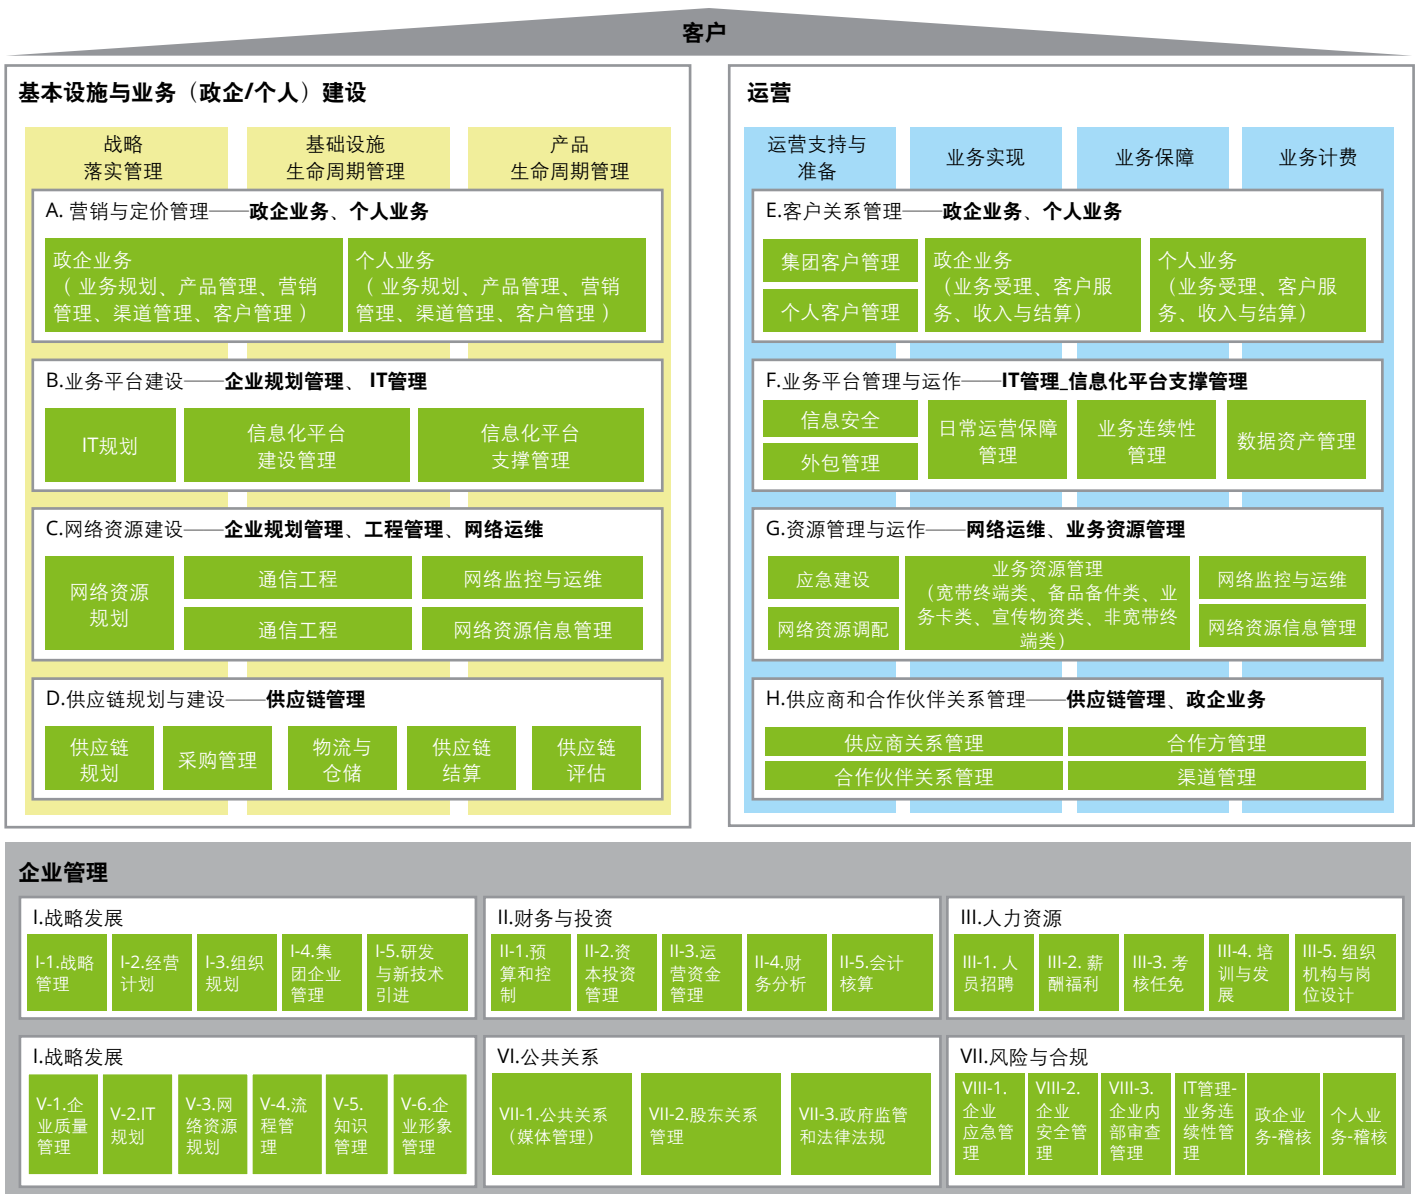 客户
基本设施与业务（政企/个人）建设
战略
落实管理
基础设施
生命周期管理
产品
生命周期管理
A. 营销与定价管理——政企业务、个人业务
政企业务
（ 业务规划、产品管理、营销
管理、渠道管理、客户管理 ）
个人业务
（ 业务规划、产品管理、营销
管理、渠道管理、客户管理 ）
B.业务平台建设——企业规划管理、 IT管理
IT规划
信息化平台
建设管理
信息化平台
支撑管理
C.网络资源建设——企业规划管理、工程管理、网络运维
网络资源
规划
通信工程
网络监控与运维
通信工程
网络资源信息管理
D.供应链规划与建设——供应链管理
供应链
规划
采购管理
物流与
仓储
供应链
结算
供应链
评估
运营
运营支持与
准备
业务实现
业务保障
业务计费
E.客户关系管理——政企业务、个人业务
集团客户管理
个人客户管理
政企业务
（业务受理、客户服
务、收入与结算）
个人业务
（业务受理、客户服
务、收入与结算）
F.业务平台管理与运作——IT管理_信息化平台支撑管理
信息安全
外包管理
日常运营保障
管理
业务连续性
管理
数据资产管理
G.资源管理与运作——网络运维、业务资源管理
应急建设
网络资源调配
业务资源管理
（宽带终端类、备品备件类、业
务卡类、宣传物资类、非宽带终
端类）
网络监控与运维
网络资源信息管理
H.供应商和合作伙伴关系管理——供应链管理、政企业务
供应商关系管理
合作方管理
合作伙伴关系管理
渠道管理
企业管理
I.战略发展
I-1.战略
管理
I-2.经营
计划
I-3.组织
规划
I-4.集
团企业
管理
I-5.研发
与新技术
引进
II.财务与投资
II-1.预
算和控
制
II-2.资
本投资
管理
II-3.运
营资金
管理
II-4.财
务分析
II-5.会计
核算
III.人力资源
III-1. 人
员招聘
III-2. 薪
酬福利
III-3. 考
核任免
III-4. 培
训与发
展
III-5. 组织
机构与岗
位设计
I.战略发展
V-1.企
业质量
管理
V-2.IT
规划
V-3.网
络资源
规划
V-4.流
程管
理
V-5.
知识
管理
V-6.企
业形象
管理
VI.公共关系
VII-1.公共关系
（媒体管理）
VII-2.股东关系
管理
VII-3.政府监管
和法律法规
VII.风险与合规
VIII-1.
企业
应急管
理
VIII-2.
企业
安全管
理
VIII-3.
企业内
部审查
管理
IT管理-
业务连
续性管
理
政企业
务-稽核
个人业
务-稽核